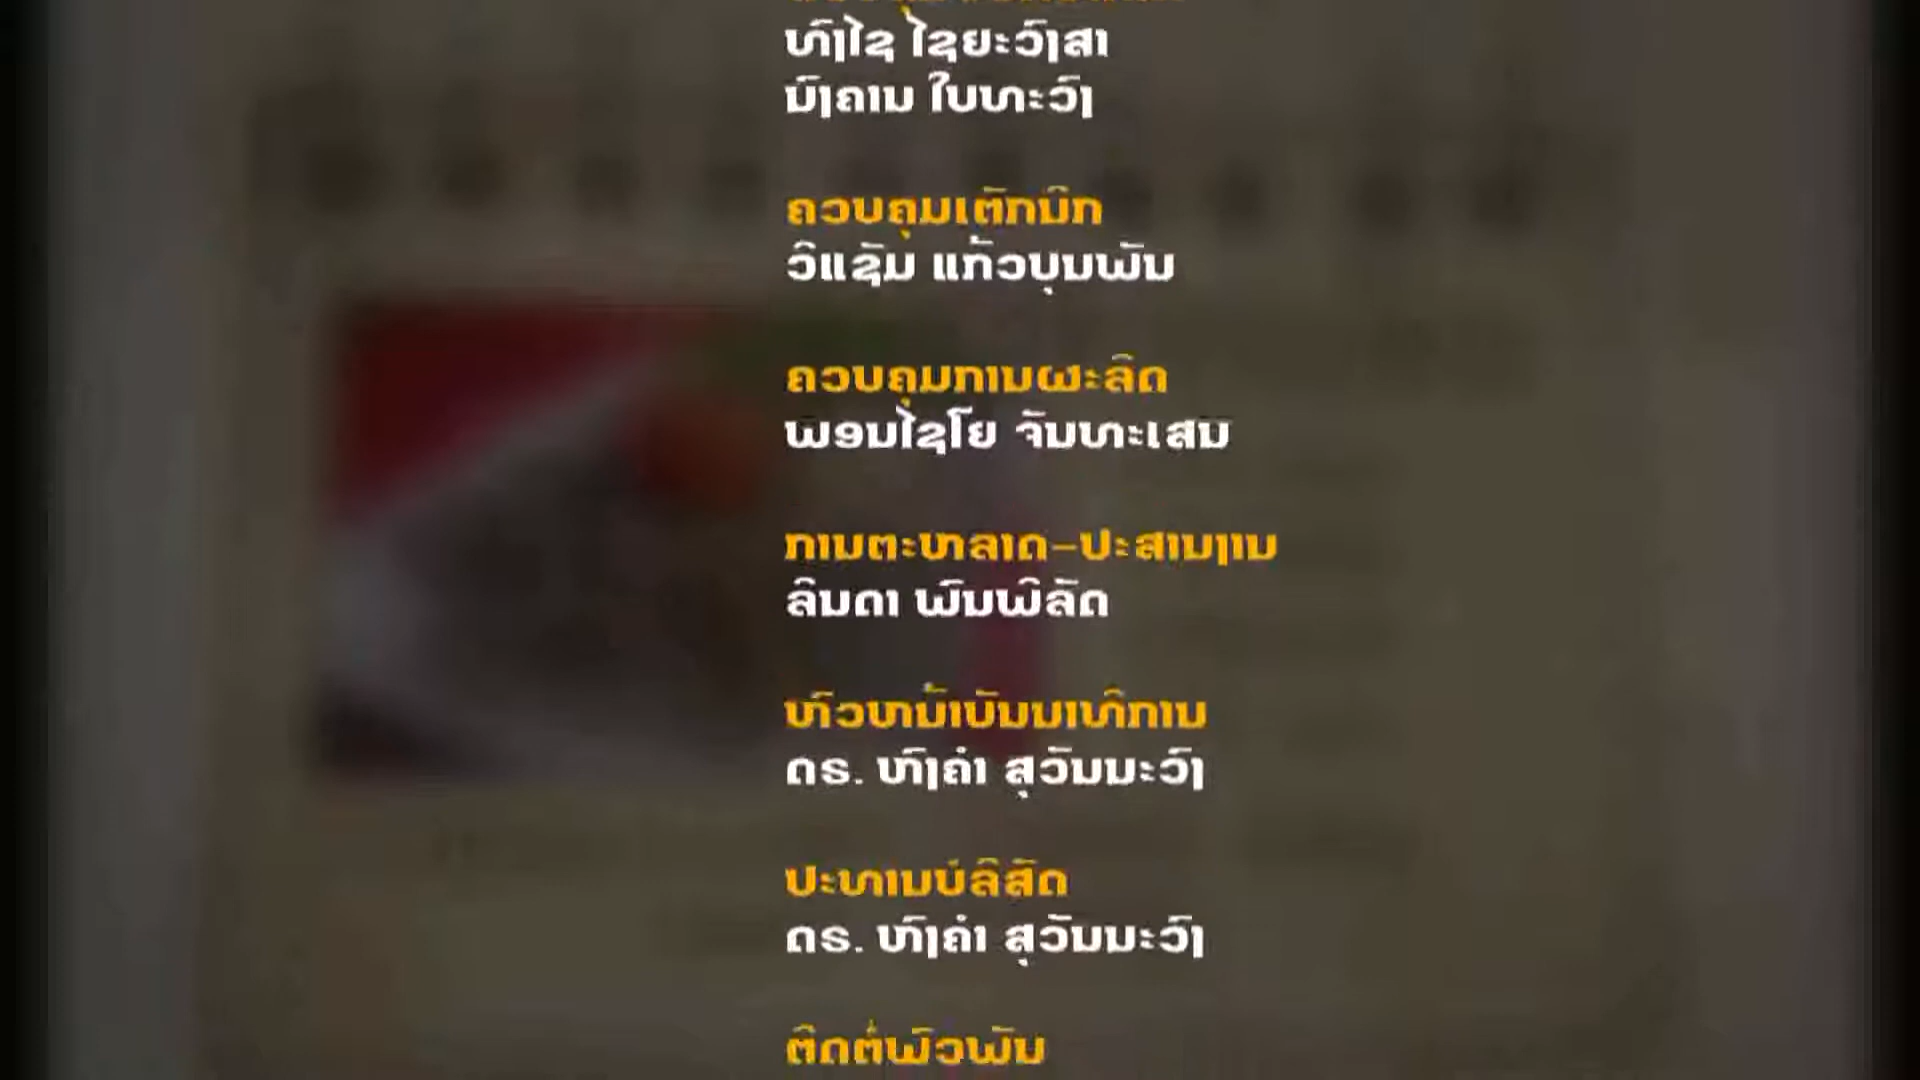 ທົງໄຊ ໄຊຍະວົງສາ
ນົງຄານ ໃບທະວົງ
ຄວບຄຸມເຕັກນິກ
ວິແຊັມ ແກ້ວບຸນພັນ
ຄວບຄຸມການຜະລິດ
ພອນໄຊໂຍ ຈັນທະເສນ
ການຕະຫລາດ-ປະສານງານ
ລິນດາ ພົມພິລັດ
ຫົວຫນ້າບັນນາທິການ
ດຣ. ທົງຄໍາ ສຸວັນນະວົງ
ປະທານບໍລິສັດ
ດຣ. ທົງຄໍາ ສຸວັນນະວົງ
ຕິດຕໍ່ພົວພັນ